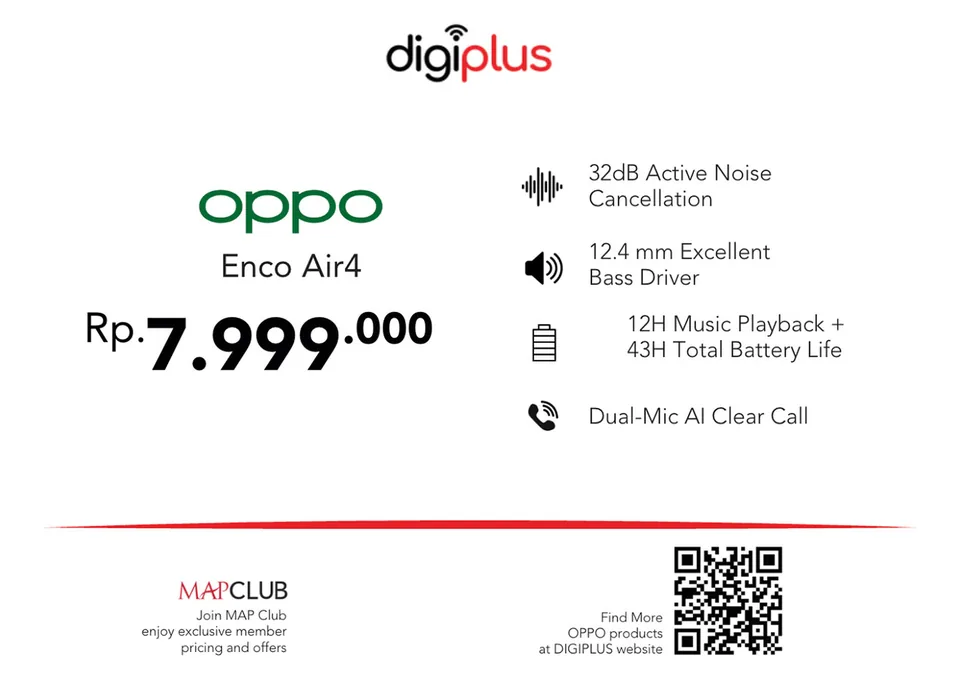 digiplus
oppo
Enco Air4
Rp.7.999.000
32dB Active Noise
Cancellation
12.4 mm Excellent
Bass Driver
12H Music Playback +
43H Total Battery Life
Dual-Mic AI Clear Call
MAPCLUB
Join MAP Club
enjoy exclusive member
pricing and offers
Find More
OPPO products
at DIGIPLUS website